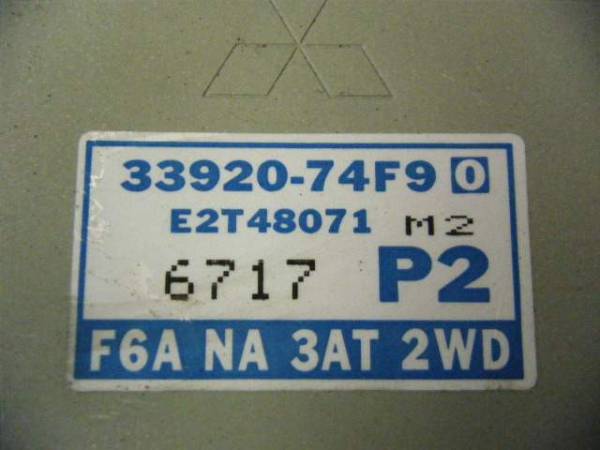 33920-74F9 0
E2T48071 M2
6717 P2
F6A NA 3AT 2WD